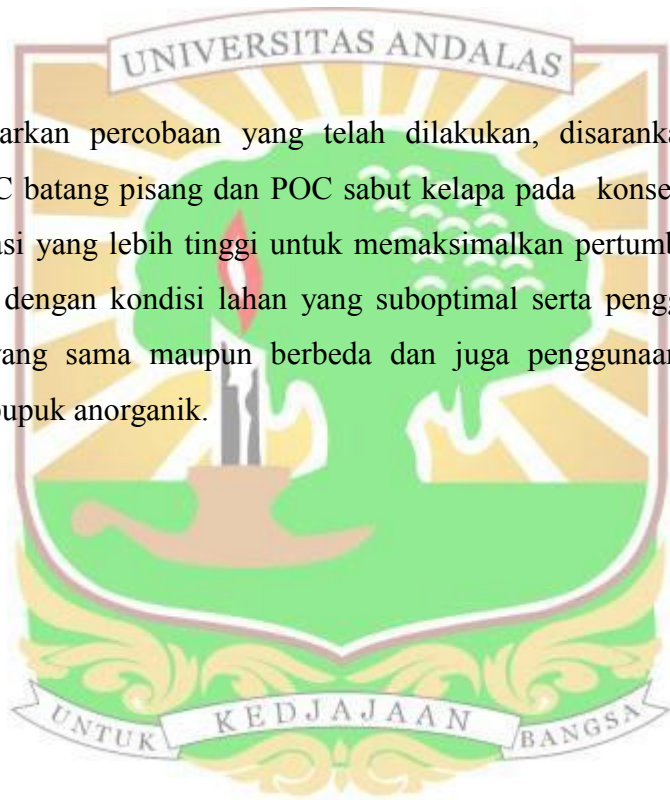 UNIVERSITAS ANDALAS
arkan percobaan yang telah dilakukan, disaranka
C batang pisang dan POC sabut kelapa pada konse
asi yang lebih tinggi untuk memaksimalkan pertumb
dengan kondisi lahan yang suboptimal serta pengg
yang sama maupun berbeda dan juga penggunaan
pupuk anorganik.
UNTUK KEDJAJAAN BANGSA